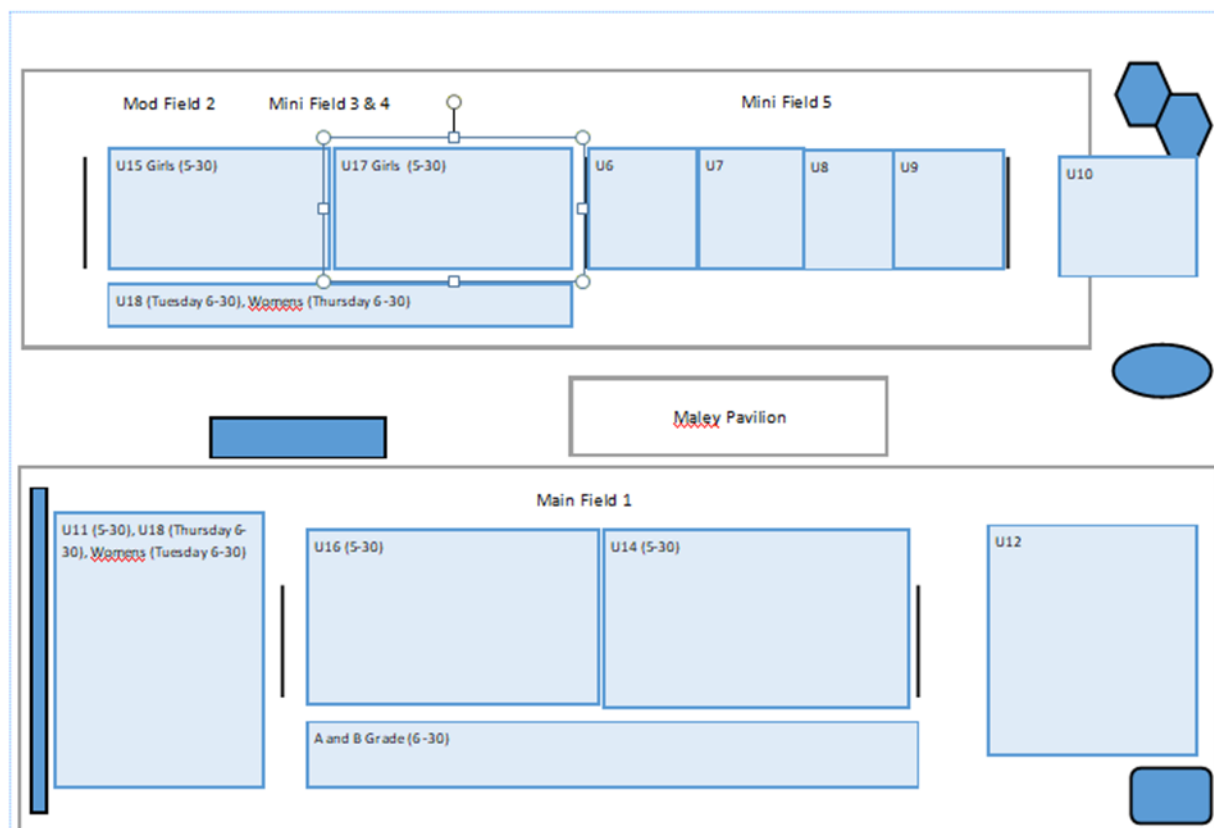 Mod Field 2
Mini Field 3 & 4
Mini Field 5
U15 Girls (5-30)
U17 Girls (5-30)
U6
U7
U8
U9
U10
U18 (Tuesday 6-30), Womens (Thursday 6-30)
Maley Pavilion
Main Field 1
U11 (5-30), U18 (Thursday 6-
30), Womens (Tuesday 6-30)
U16 (5-30)
U14 (5-30)
U12
A and B Grade (6-30)